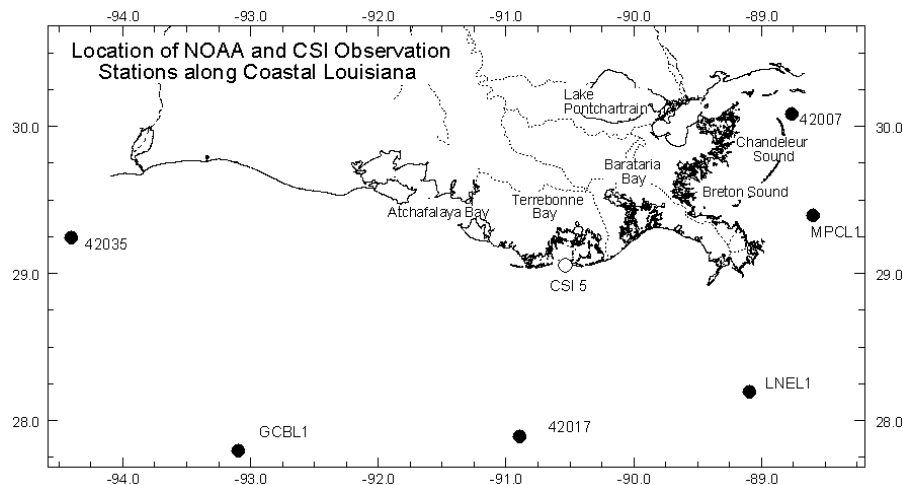 -94.0 -93.0 -92.0 -91.0 -90.0 -89.0
Location of NOAA and CSI Observation
Stations along Coastal Louisiana
Lake
Pontchartrain
30.0
42007
30.0
Chandeleur
Sound
Barataria
Bay
Breton Sound
Terrebonne
Bay
Atchafalaya Bay
MPCL1
42035
29.0
29.0
CSI 5
LNEL1
28.0
GCBL1
42017
28.0
-94.0 -93.0 -92.0 -91.0 -90.0 -89.0